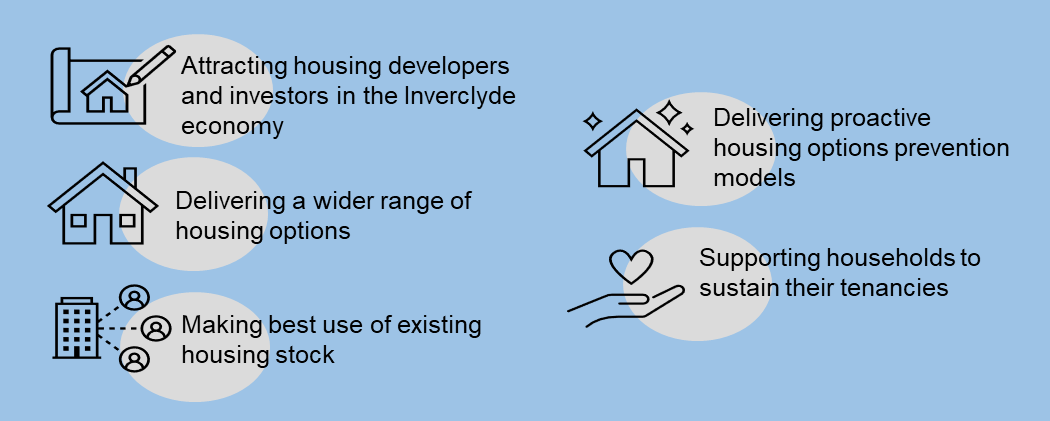 Attracting housing developers
and investors in the Inverclyde
economy
Delivering a wider range of
housing options
Making best use of existing
housing stock
Delivering proactive
housing options prevention
models
Supporting households to
sustain their tenancies